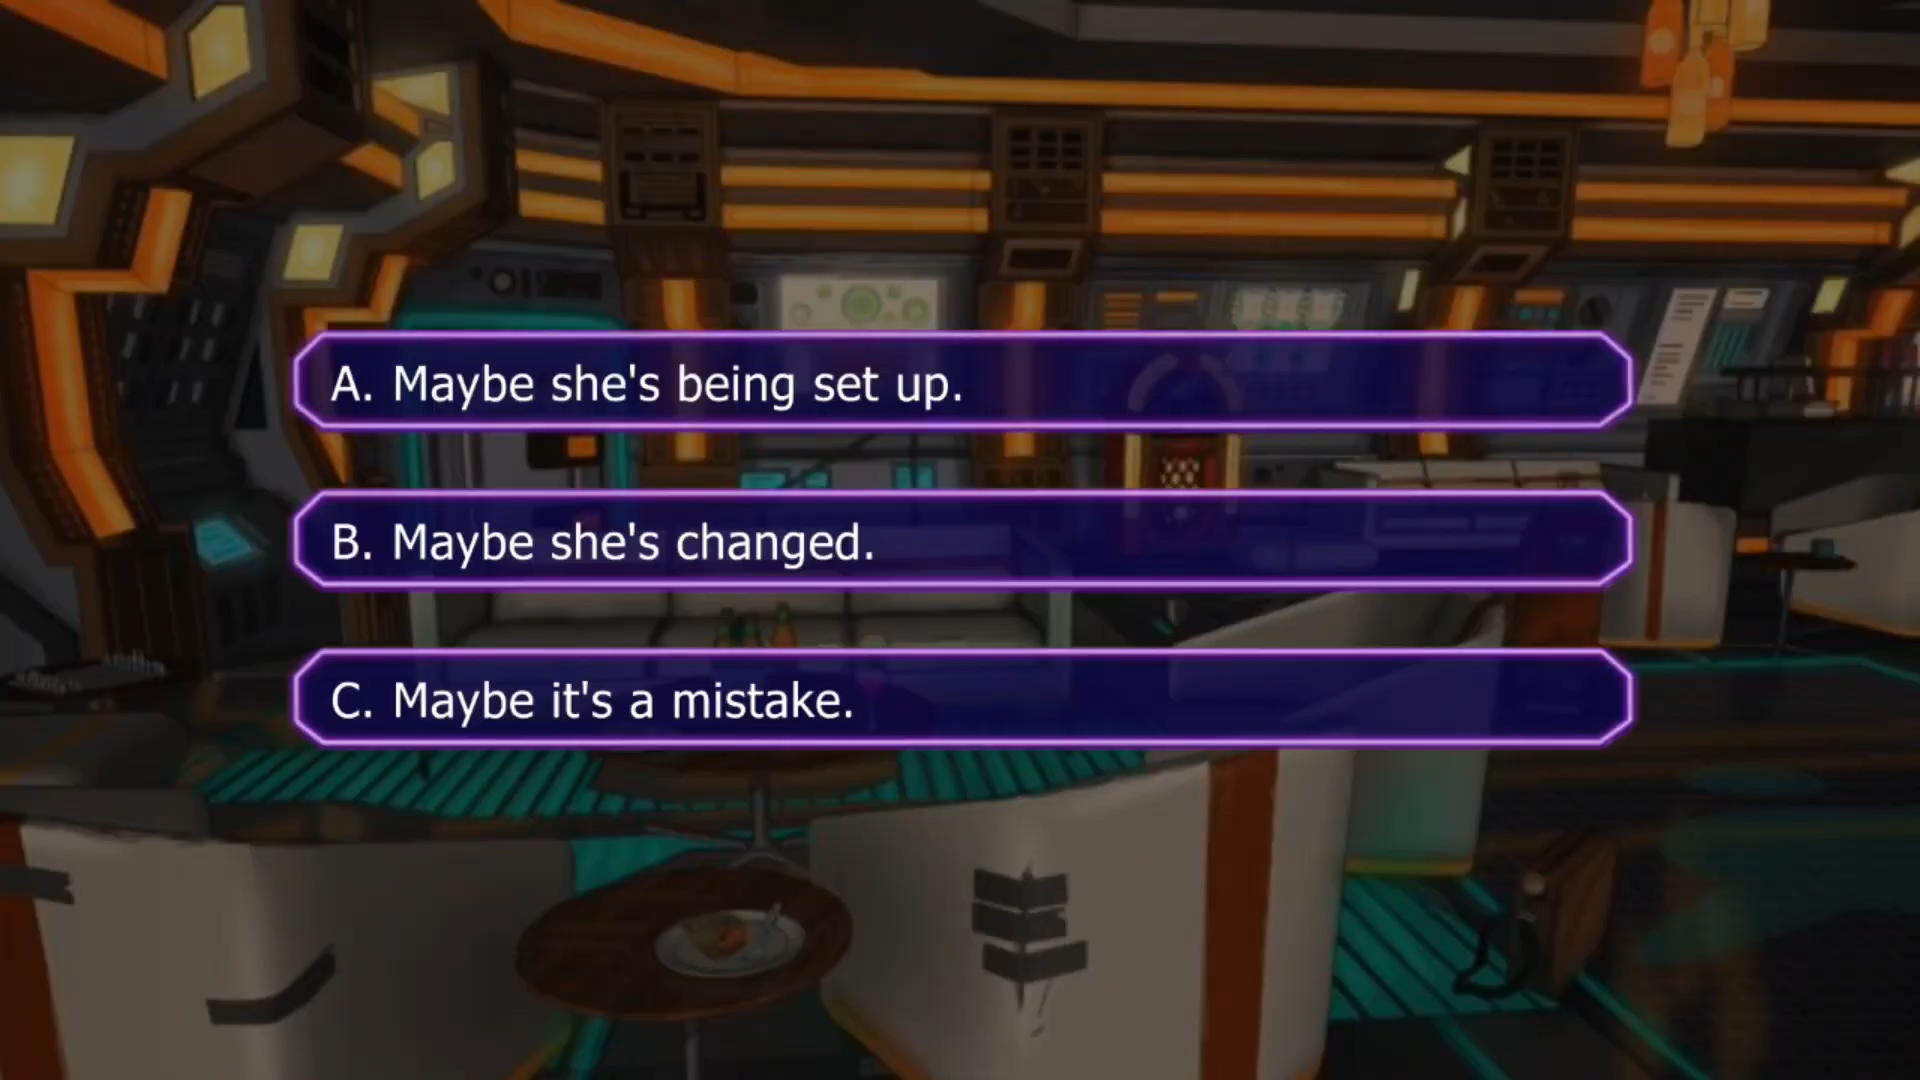 A. Maybe she's being set up.
B. Maybe she's changed.
C. Maybe it's a mistake.